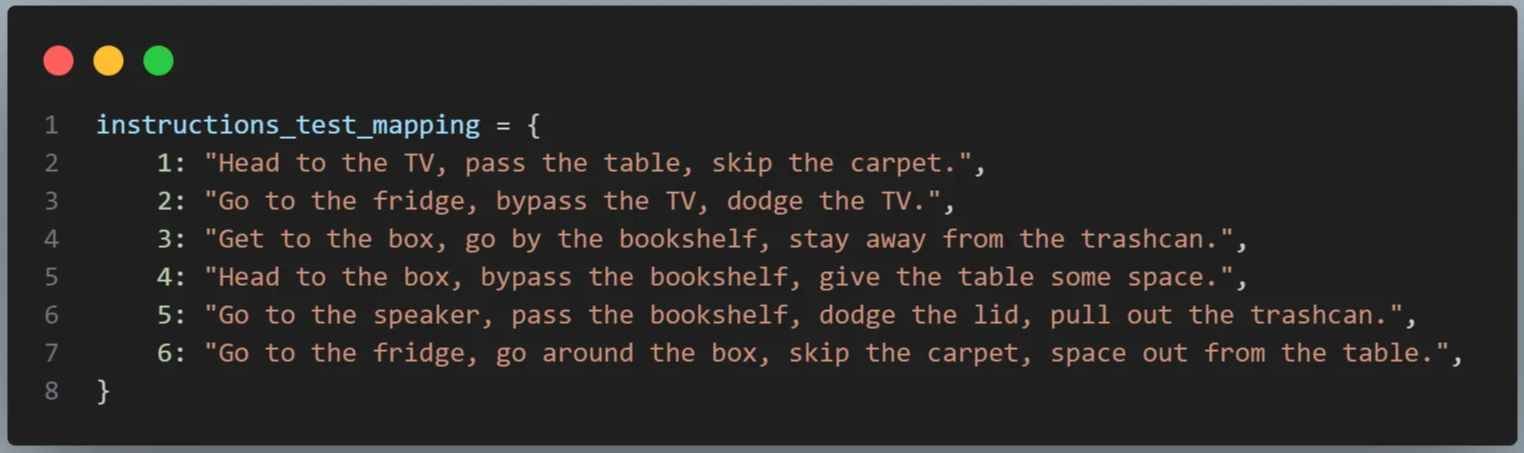 1 instructions_test_mapping = {
2     1: "Head to the TV, pass the table, skip the carpet.",
3     2: "Go to the fridge, bypass the TV, dodge the TV.",
4     3: "Get to the box, go by the bookshelf, stay away from the trashcan.",
5     4: "Head to the box, bypass the bookshelf, give the table some space.",
6     5: "Go to the speaker, pass the bookshelf, dodge the lid, pull out the trashcan.",
7     6: "Go to the fridge, go around the box, skip the carpet, space out from the table.",
8 }